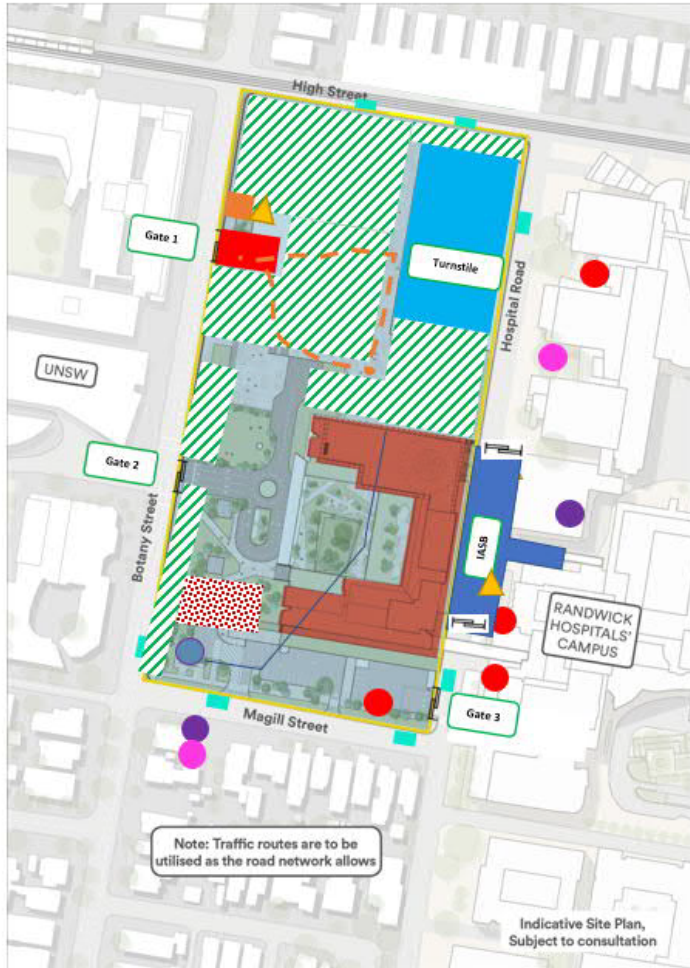 High Street
Gate 1
Turnstile
Hospital Road
UNSW
Gate 2
Botany Street
IASB
RANDWICK
HOSPITALS'
CAMPUS
Gate 3
Magill Street
Note: Traffic routes are to be
utilised as the road network allows
Indicative Site Plan,
Subject to consultation